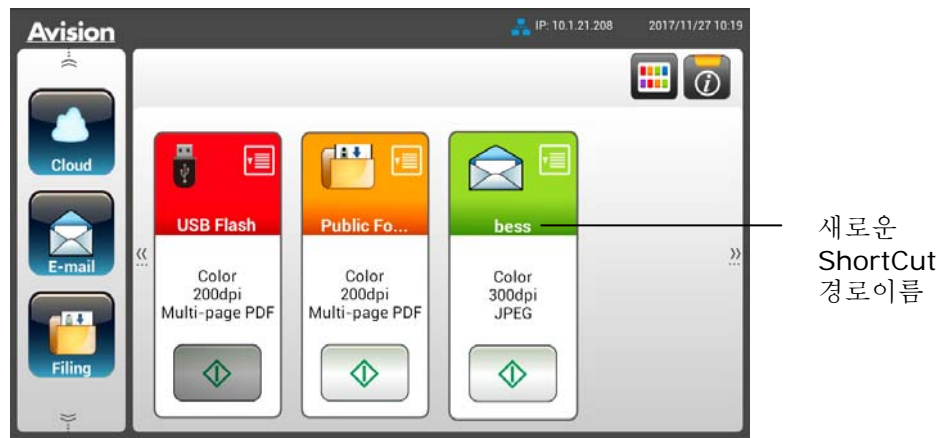 Avision
IP: 10.1.21.208
2017/11/27 10:19
Cloud
E-mail
Filing
USB Flash
Color
200dpi
Multi-page PDF
Public Fo...
Color
200dpi
Multi-page PDF
bess
Color
300dpi
JPEG
새로운
ShortCut
경로이름